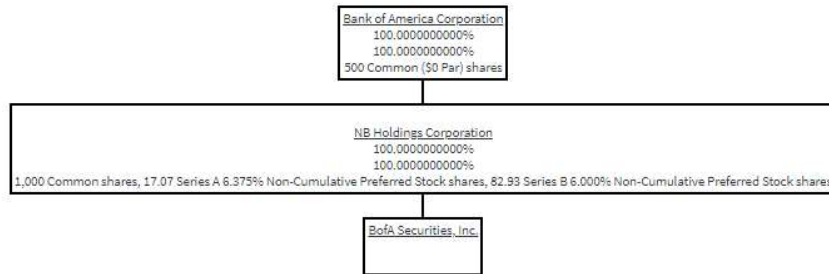 Bank of America Corporation
100.0000000000%
100.0000000000%
500 Common ($0 Par) shares
NB Holdings Corporation
100.0000000000%
100.0000000000%
1,000 Common shares, 17.07 Series A 6.375% Non-Cumulative Preferred Stock shares, 82.93 Series B 6.000% Non-Cumulative Preferred Stock shares
BofA Securities, Inc.